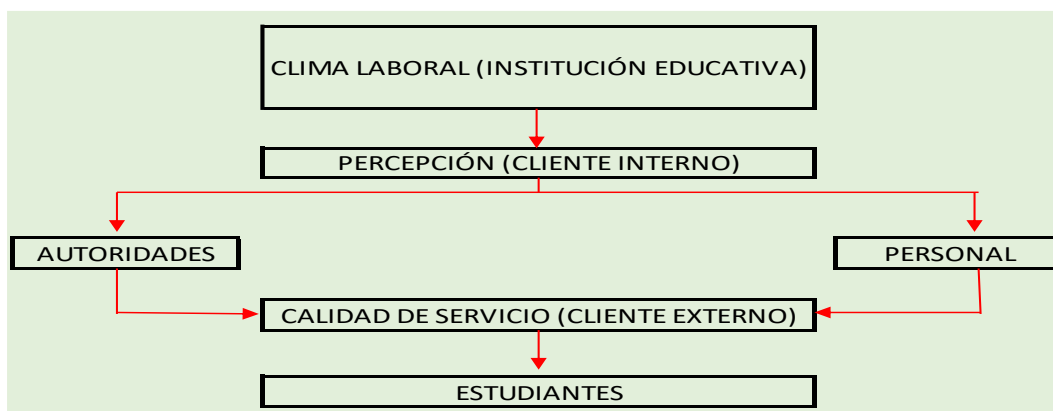 CLIMA LABORAL (INSTITUCIÓN EDUCATIVA)
PERCEPCIÓN (CLIENTE INTERNO)
AUTORIDADES
PERSONAL
CALIDAD DE SERVICIO (CLIENTE EXTERNO)
ESTUDIANTES